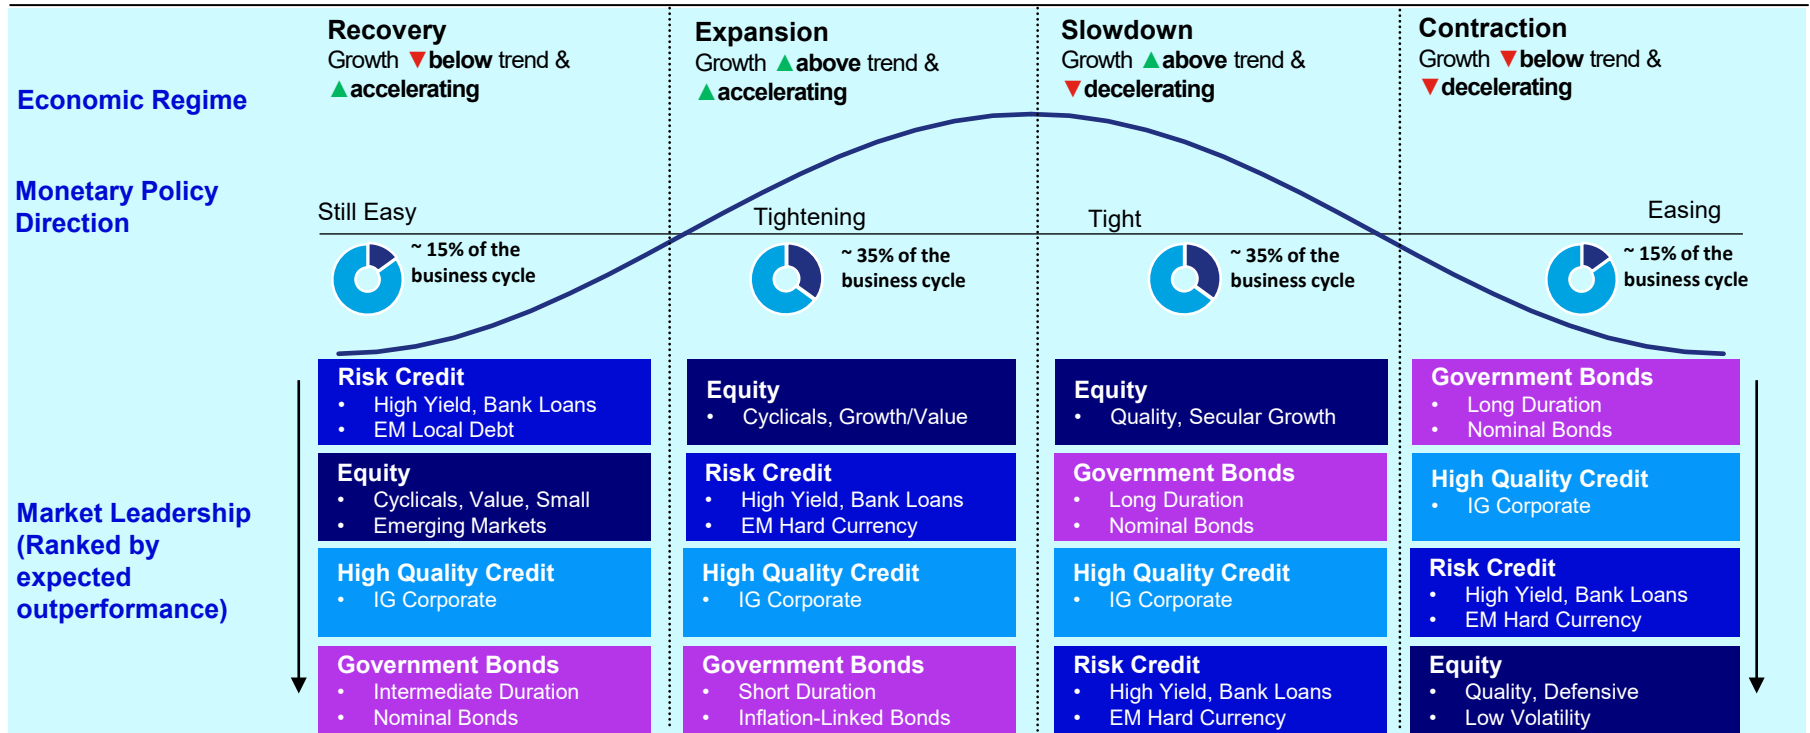 Recovery
Growth ▼below trend &
▲accelerating
Expansion
Growth ▲above trend &
▲accelerating
Slowdown
Growth ▲above trend &
▼decelerating
Contraction
Growth ▼below trend &
▼decelerating
Economic Regime
Monetary Policy
Direction
Still Easy
Tightening
Tight
Easing
~ 15% of the
business cycle
~ 35% of the
business cycle
~ 35% of the
business cycle
~ 15% of the
business cycle
Market Leadership
(Ranked by
expected
outperformance)
Risk Credit
• High Yield, Bank Loans
• EM Local Debt
Equity
• Cyclicals, Value, Small
• Emerging Markets
High Quality Credit
• IG Corporate
Government Bonds
• Intermediate Duration
• Nominal Bonds
Equity
• Cyclicals, Growth/Value
Risk Credit
• High Yield, Bank Loans
• EM Hard Currency
High Quality Credit
• IG Corporate
Government Bonds
• Short Duration
• Inflation-Linked Bonds
Equity
• Quality, Secular Growth
Government Bonds
• Long Duration
• Nominal Bonds
High Quality Credit
• IG Corporate
Risk Credit
• High Yield, Bank Loans
• EM Hard Currency
Government Bonds
• Long Duration
• Nominal Bonds
High Quality Credit
• IG Corporate
Risk Credit
• High Yield, Bank Loans
• EM Hard Currency
Equity
• Quality, Defensive
• Low Volatility